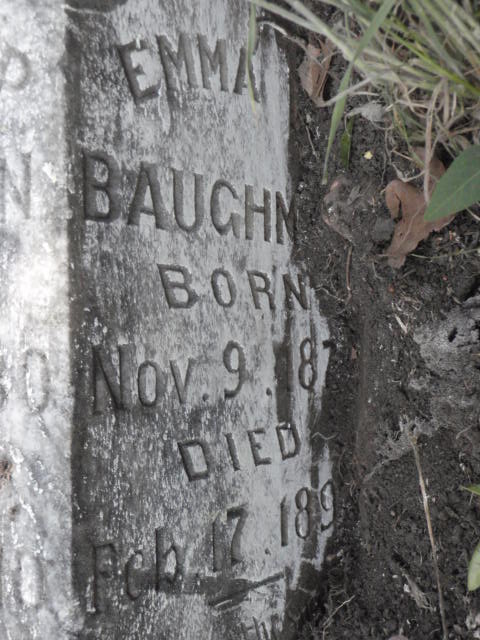 EMMA
BAUGHN
BORN
Nov. 9. 18
DIED
Feb. 17. 189